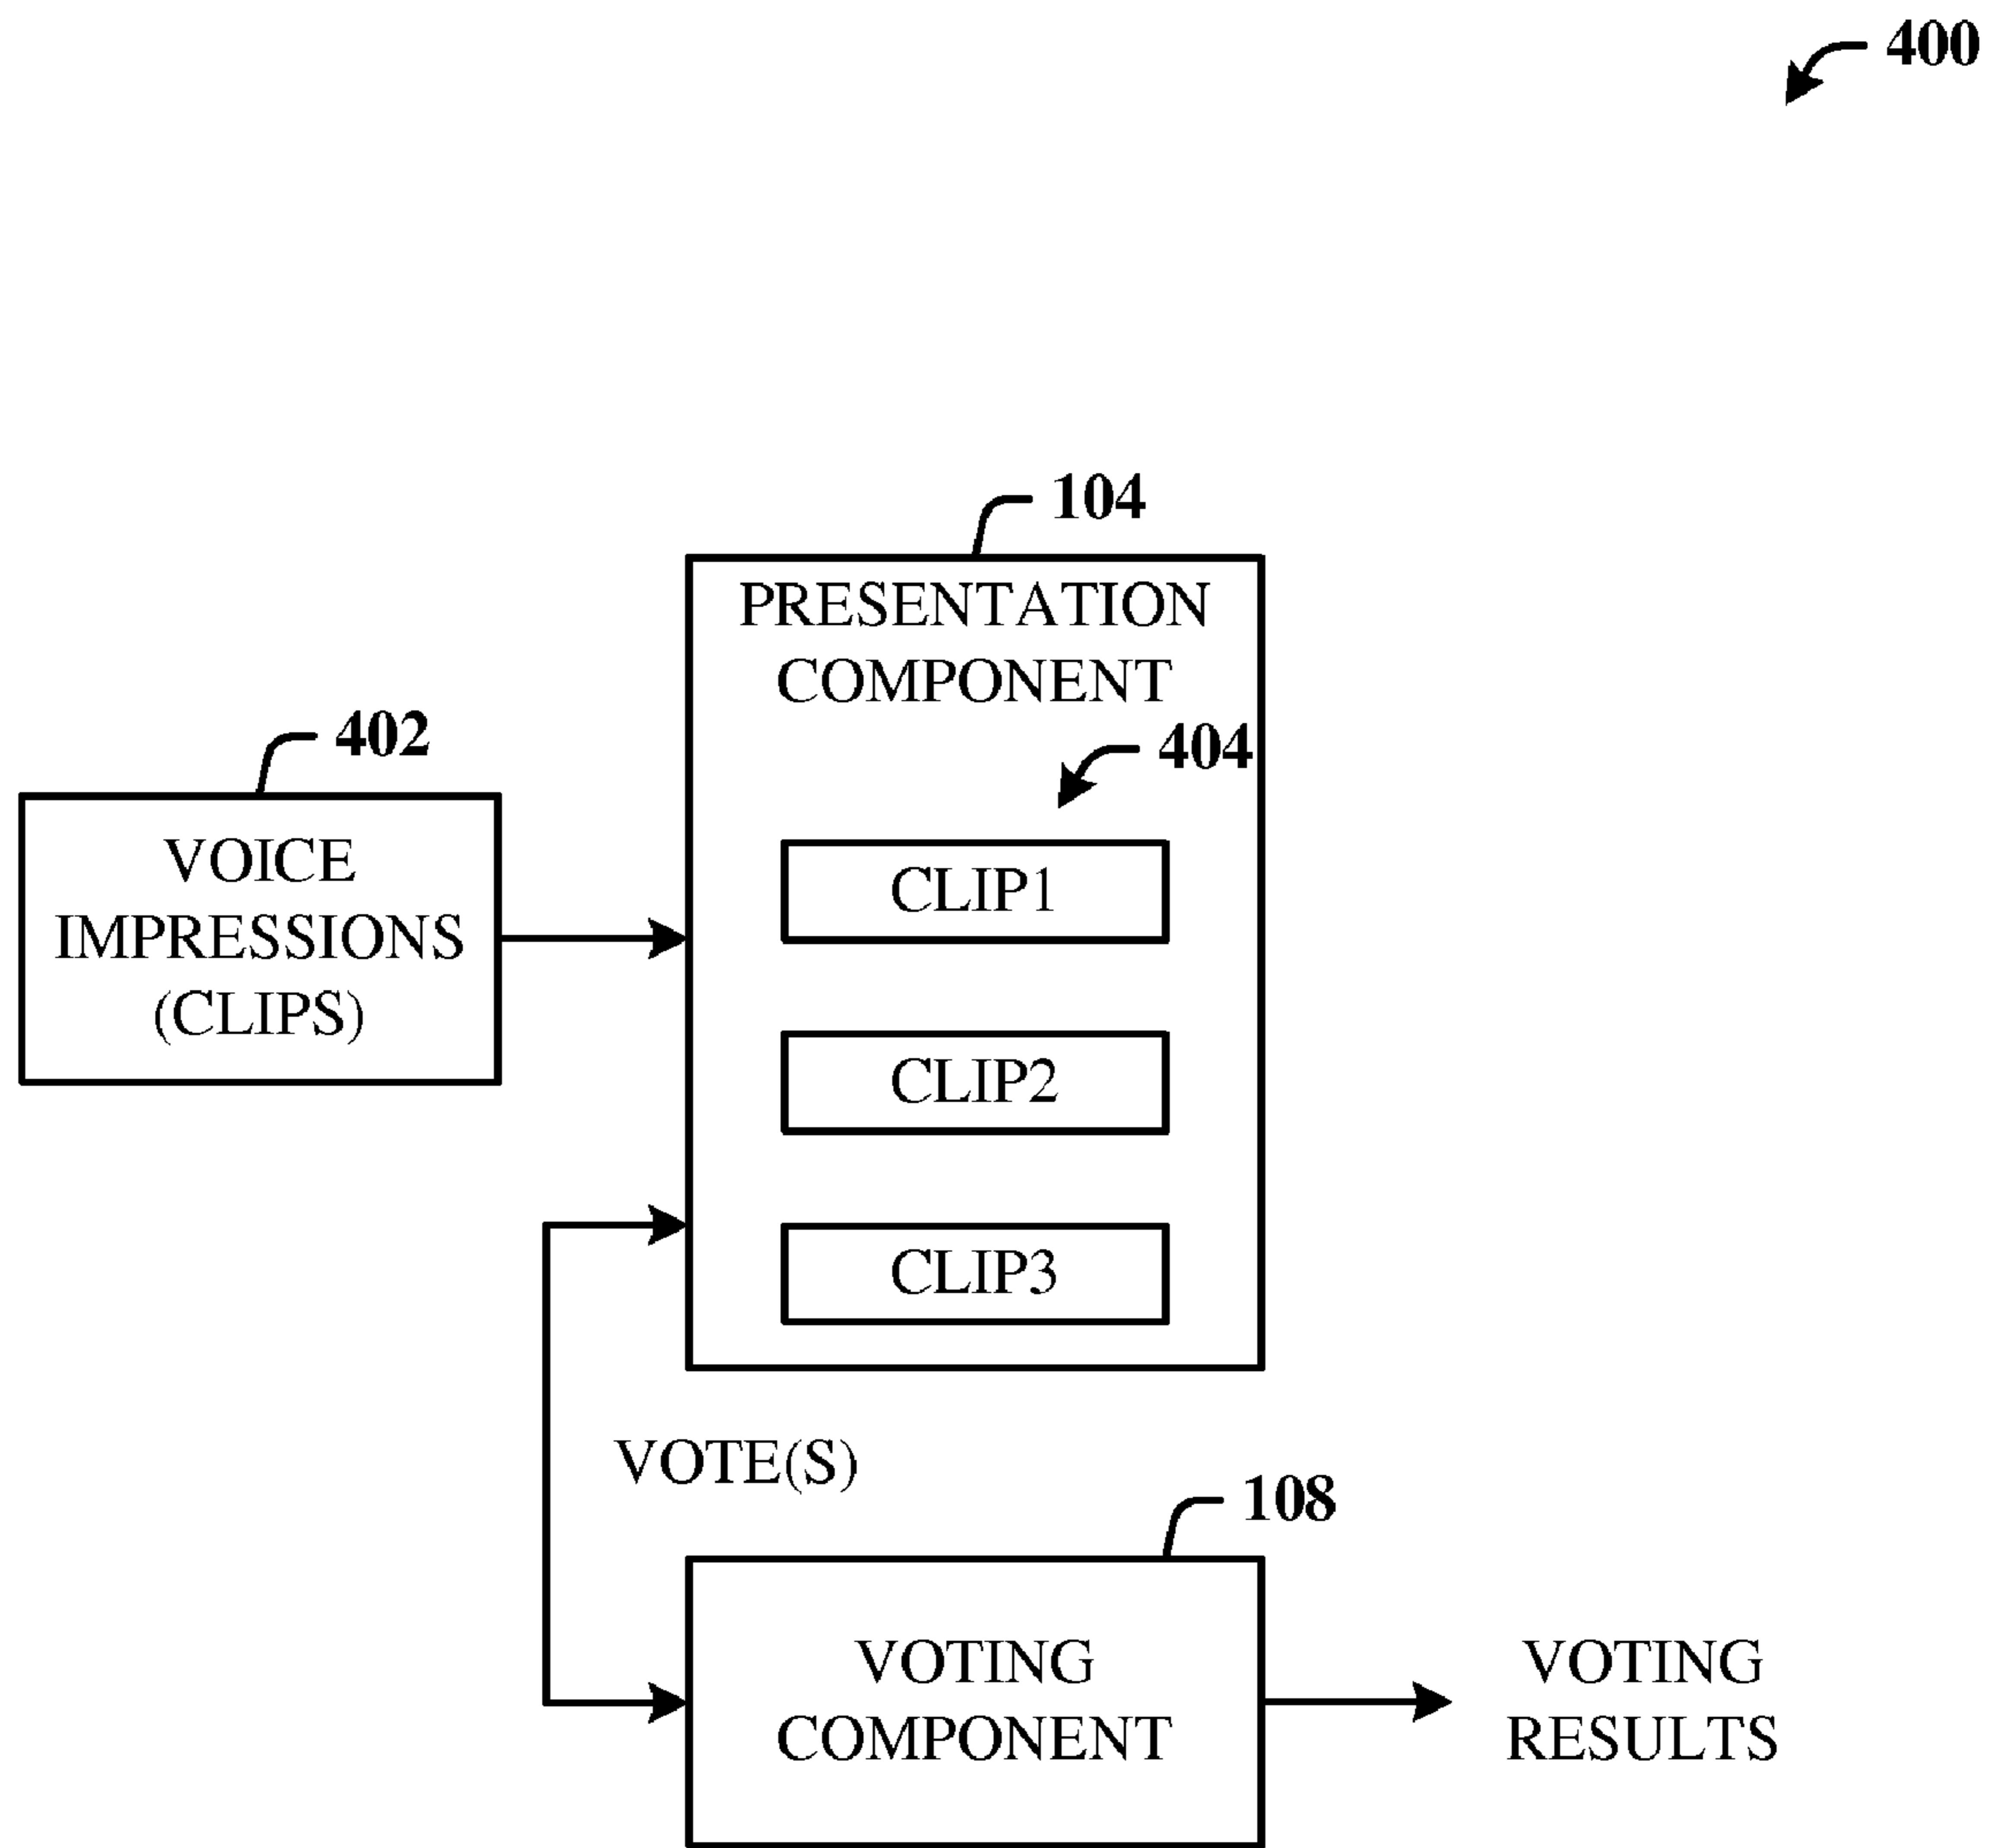 400
104
PRESENTATION
COMPONENT
404
402
VOICE
IMPRESSIONS
(CLIPS)
CLIP1
CLIP2
CLIP3
VOTE(S)
108
VOTING
COMPONENT
VOTING
RESULTS